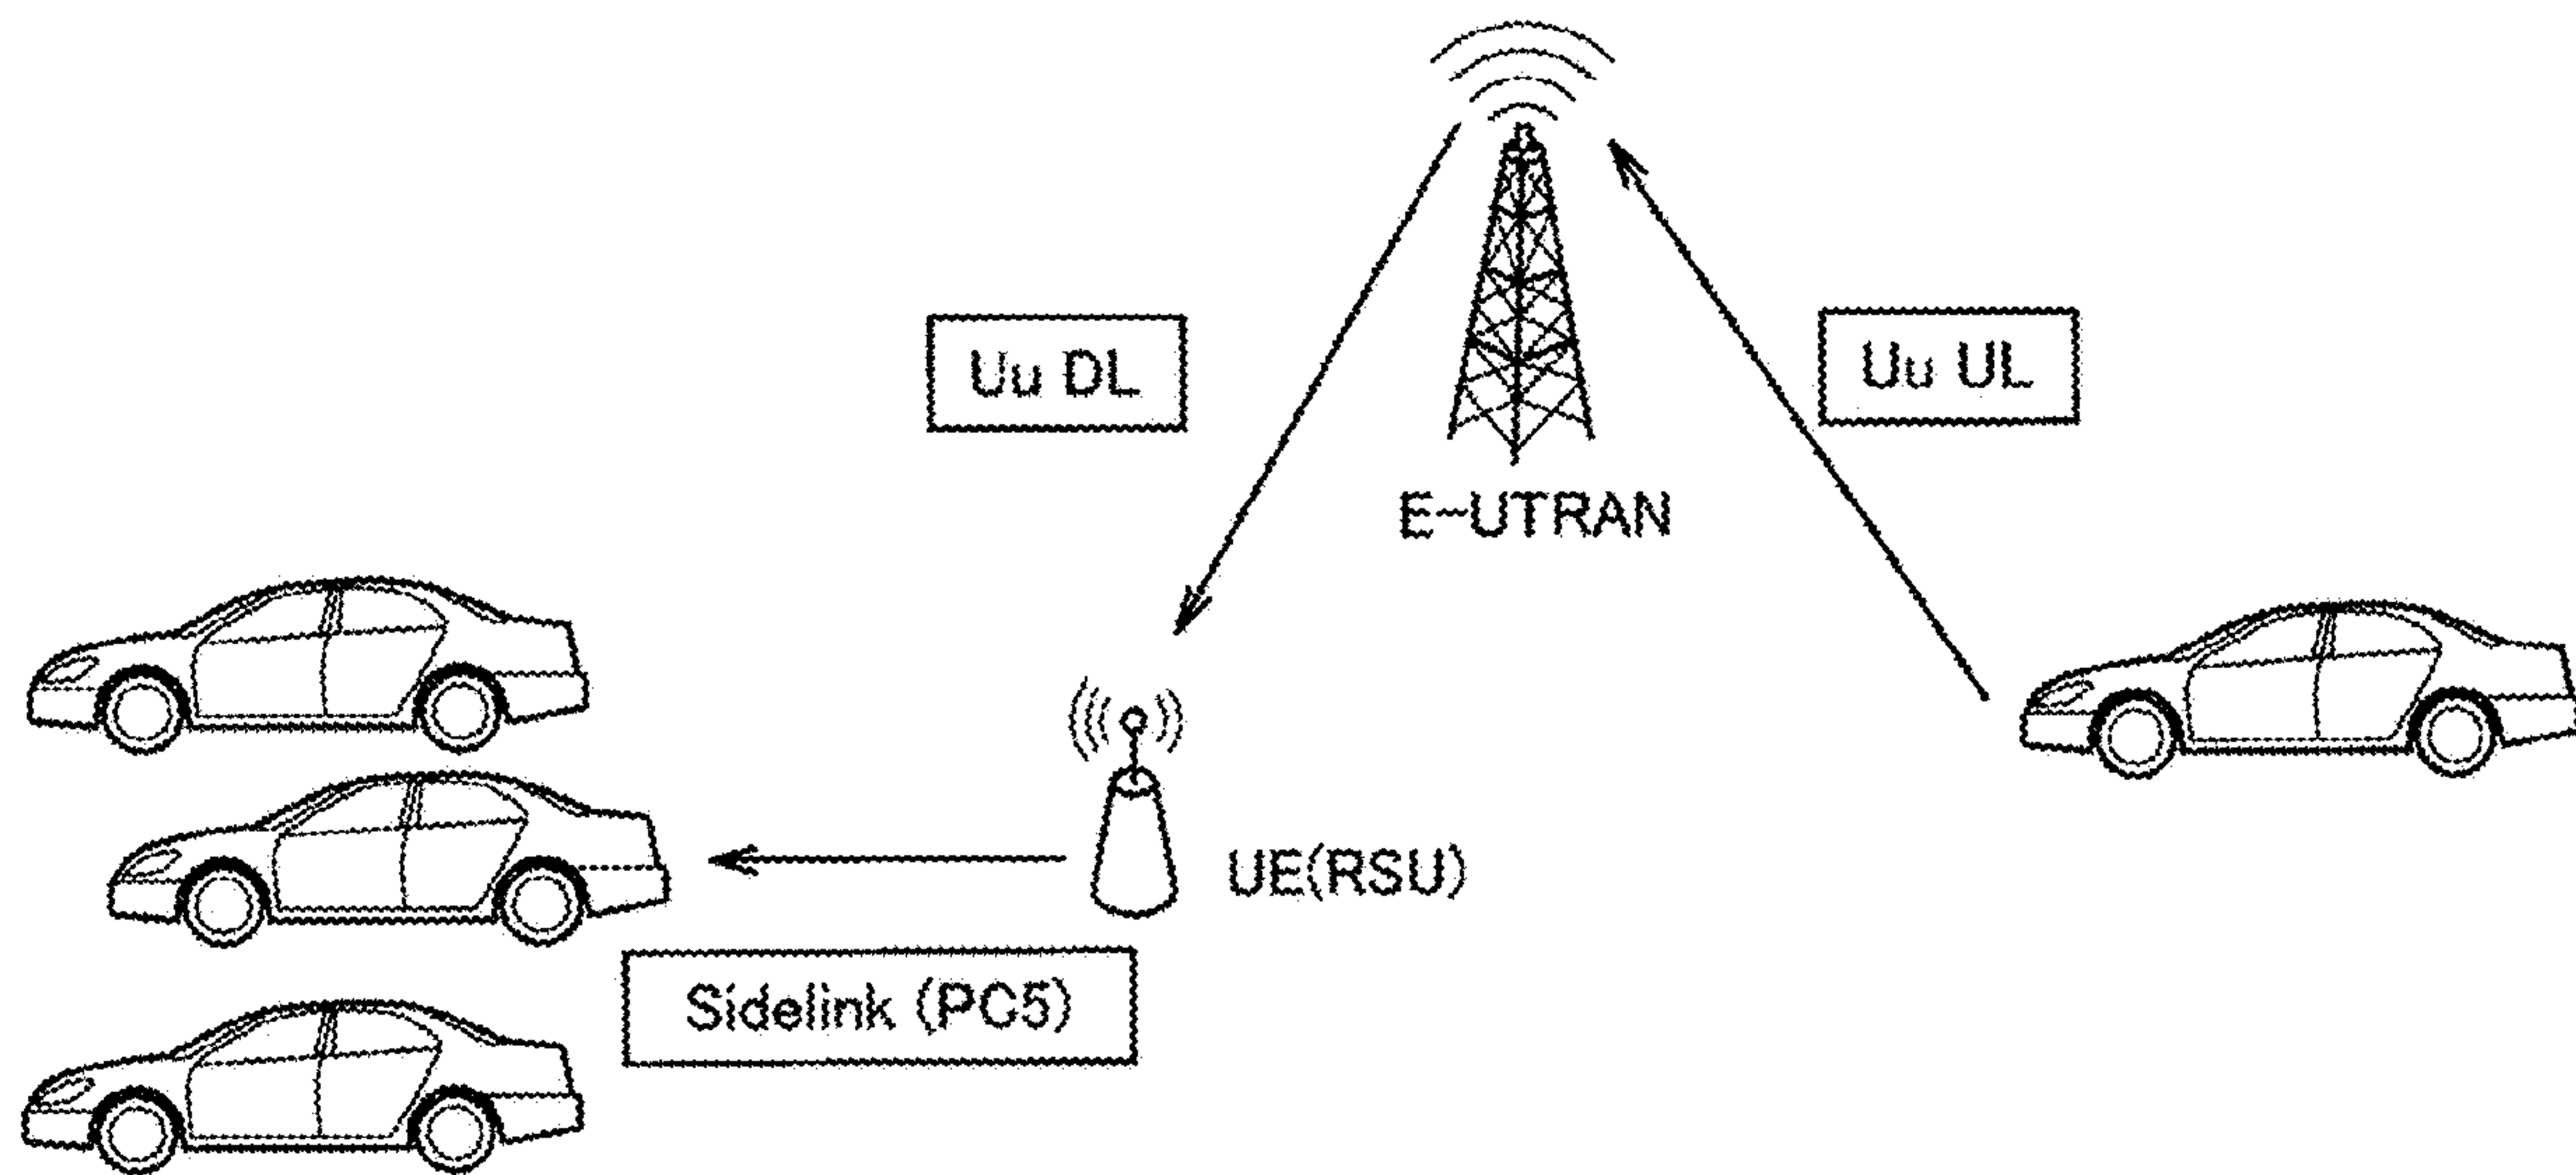 Uu DL
Uu UL
E-UTRAN
UE(RSU)
Sidelink (PC5)